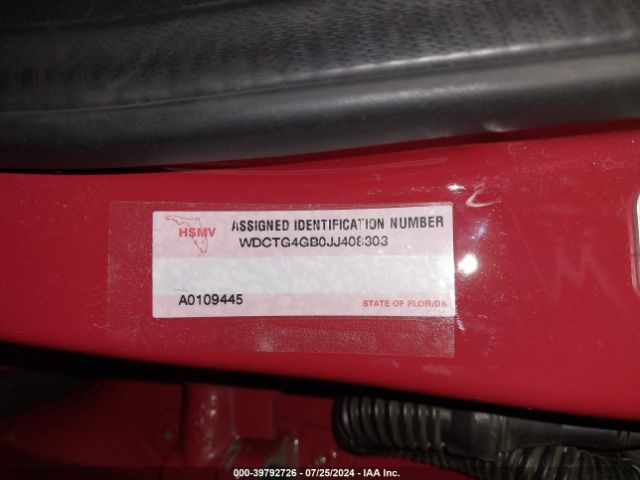 HSMV
ASSIGNED IDENTIFICATION NUMBER
WDCTG4GB0JJ408303
A0109445
STATE OF FLORIDA
000-39792726 - 07/25/2024 - IAA Inc.